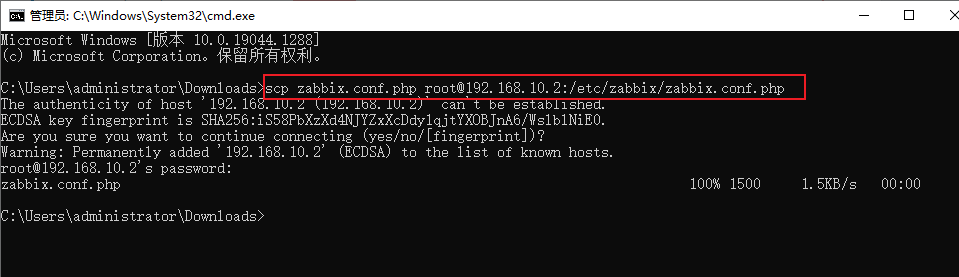 管理员: C:\Windows\System32\cmd.exe
Microsoft Windows [版本 10.0.19044.1288]
(c) Microsoft Corporation。保留所有权利。
C:\Users\administrator\Downloads>scp zabbix.conf.php root@192.168.10.2:/etc/zabbix/zabbix.conf.php
The authenticity of host '192.168.10.2 (192.168.10.2)' can't be established.
ECDSA key fingerprint is SHA256:iS58PbXzXd4NJYZxXcDdy1qjtYXOBJnA6/Ws1b1NiE0.
Are you sure you want to continue connecting (yes/no/[fingerprint])?
Warning: Permanently added '192.168.10.2' (ECDSA) to the list of known hosts.
root@192.168.10.2's password:
zabbix.conf.php 100% 1500 1.5KB/s 00:00
C:\Users\administrator\Downloads>